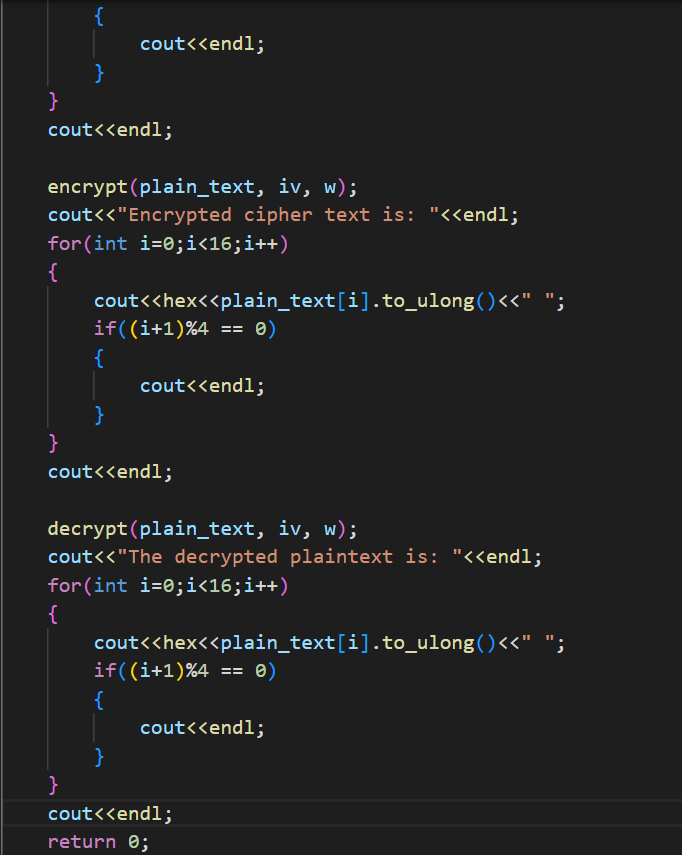 {
            cout<<endl;
        }
    }
    cout<<endl;

    encrypt(plain_text, iv, w);
    cout<<"Encrypted cipher text is: "<<endl;
    for(int i=0;i<16;i++)
    {
        cout<<hex<<plain_text[i].to_ulong()<<" ";
        if((i+1)%4 == 0)
        {
            cout<<endl;
        }
    }
    cout<<endl;

    decrypt(plain_text, iv, w);
    cout<<"The decrypted plaintext is: "<<endl;
    for(int i=0;i<16;i++)
    {
        cout<<hex<<plain_text[i].to_ulong()<<" ";
        if((i+1)%4 == 0)
        {
            cout<<endl;
        }
    }
    cout<<endl;
    return 0;